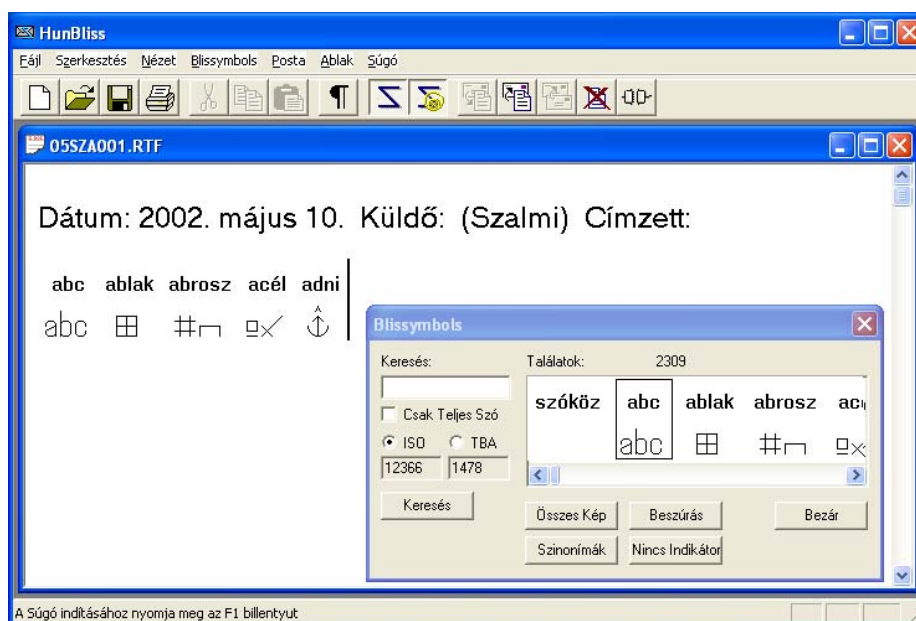 HunBliss
Fájl Szerkesztés Nézet Blissymbols Posta Ablak Súgó
05SZA001.RTF
Dátum: 2002. május 10. Küldő: (Szalmi) Címzett:
abc ablak abrosz acél adni
abc
Blissymbols
Keresés:
Találatok: 2309
szóköz abc ablak abrosz
abc
Csak Teljes Szó
ISO TBA
12366 1478
Keresés
Összes Kép Beszúrás Bezár
Szinonímák Nincs Indikátor
A Súgó indításához nyomja meg az F1 billentyut